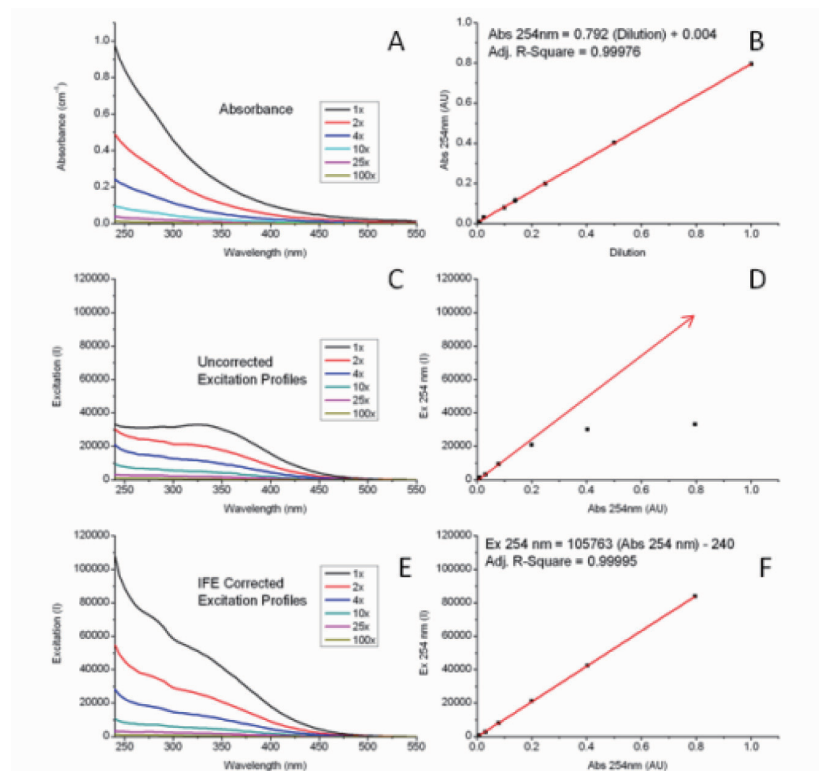 A
Absorbance
1x
2x
4x
10x
25x
100x
Absorbance (cm⁻¹)
1.0
0.8
0.6
0.4
0.2
0.0
250 300 350 400 450 500 550
Wavelength (nm)
B
Abs 254nm = 0.792 (Dilution) + 0.004
Adj. R-Square = 0.99976
Abs 254nm (AU)
0.8
0.6
0.4
0.2
0.0
0.0 0.2 0.4 0.6 0.8 1.0
Dilution
C
Uncorrected
Excitation Profiles
1x
2x
4x
10x
25x
100x
Excitation (I)
120000
100000
80000
60000
40000
20000
0
250 300 350 400 450 500 550
Wavelength (nm)
D
Ex 254 nm (I)
120000
100000
80000
60000
40000
20000
0
0.0 0.2 0.4 0.6 0.8 1.0
Abs 254nm (AU)
E
IFE Corrected
Excitation Profiles
1x
2x
4x
10x
25x
100x
Excitation (I)
120000
100000
80000
60000
40000
20000
0
250 300 350 400 450 500 550
Wavelength (nm)
F
Ex 254 nm = 105763 (Abs 254 nm) - 240
Adj. R-Square = 0.99995
Ex 254 nm (I)
120000
100000
80000
60000
40000
20000
0
0.0 0.2 0.4 0.6 0.8 1.0
Abs 254nm (AU)